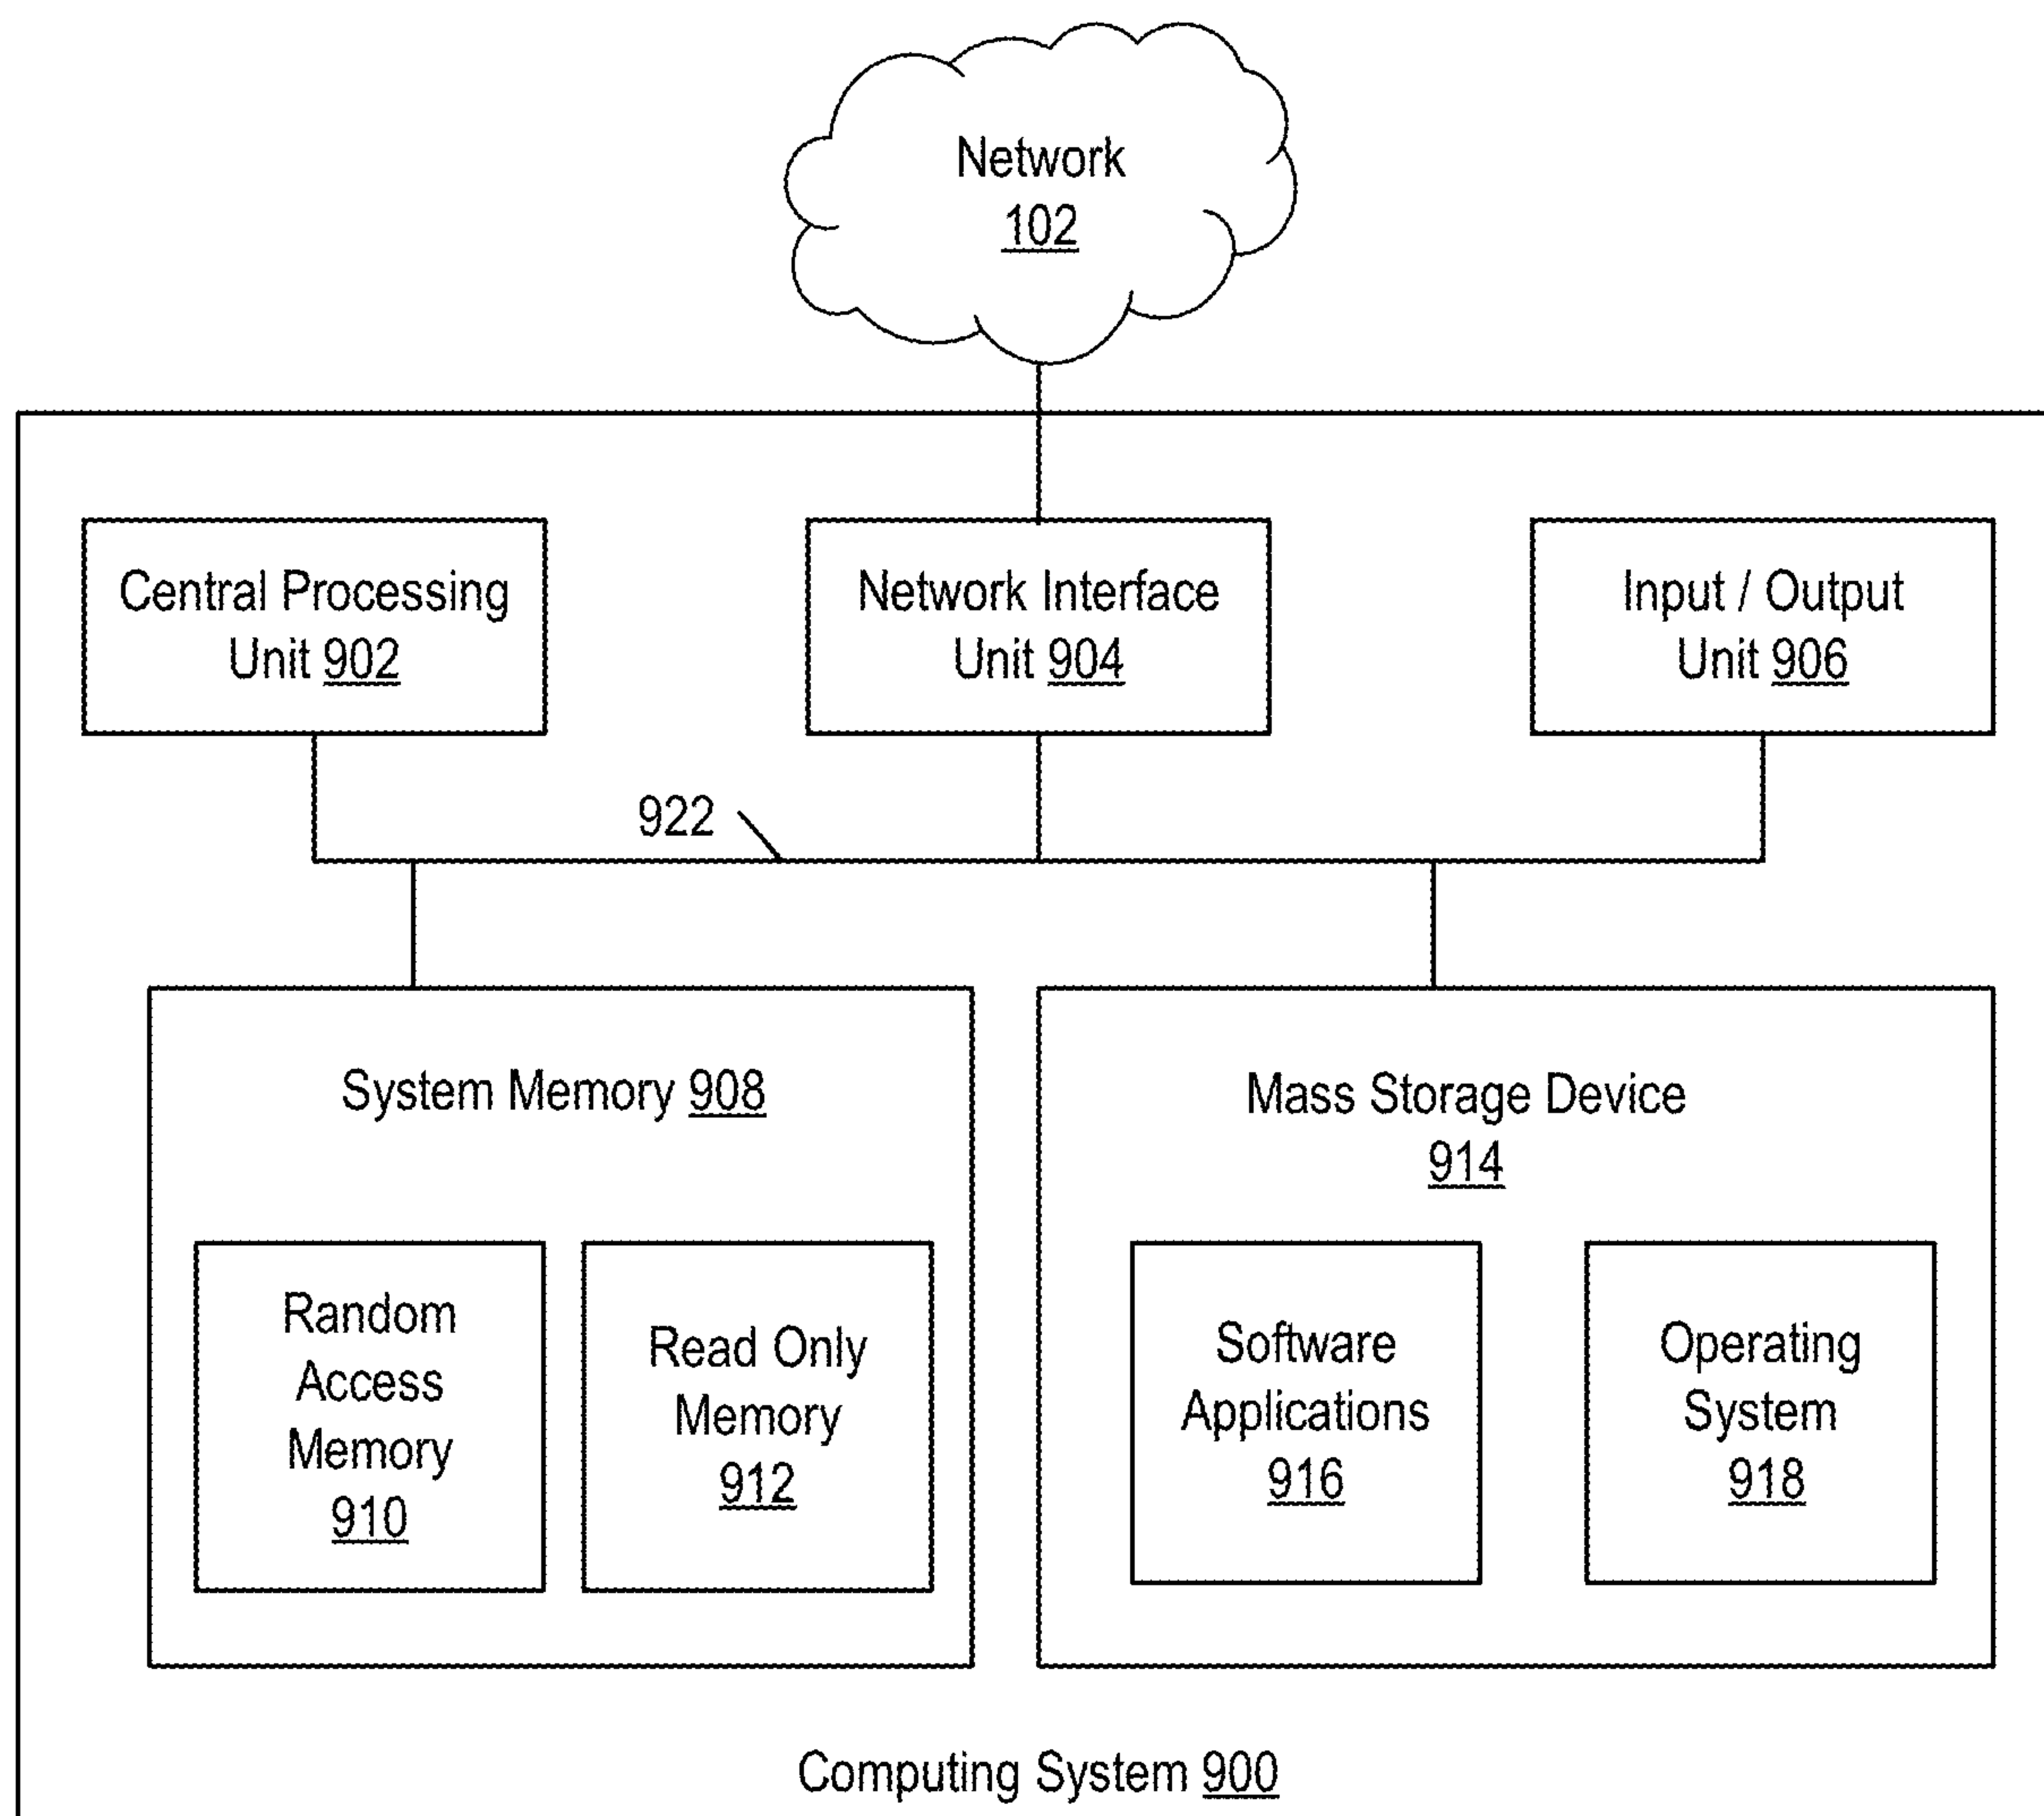 Network
102
Central Processing
Unit 902
Network Interface
Unit 904
Input / Output
Unit 906
922
System Memory 908
Random
Access
Memory
910
Read Only
Memory
912
Mass Storage Device
914
Software
Applications
916
Operating
System
918
Computing System 900